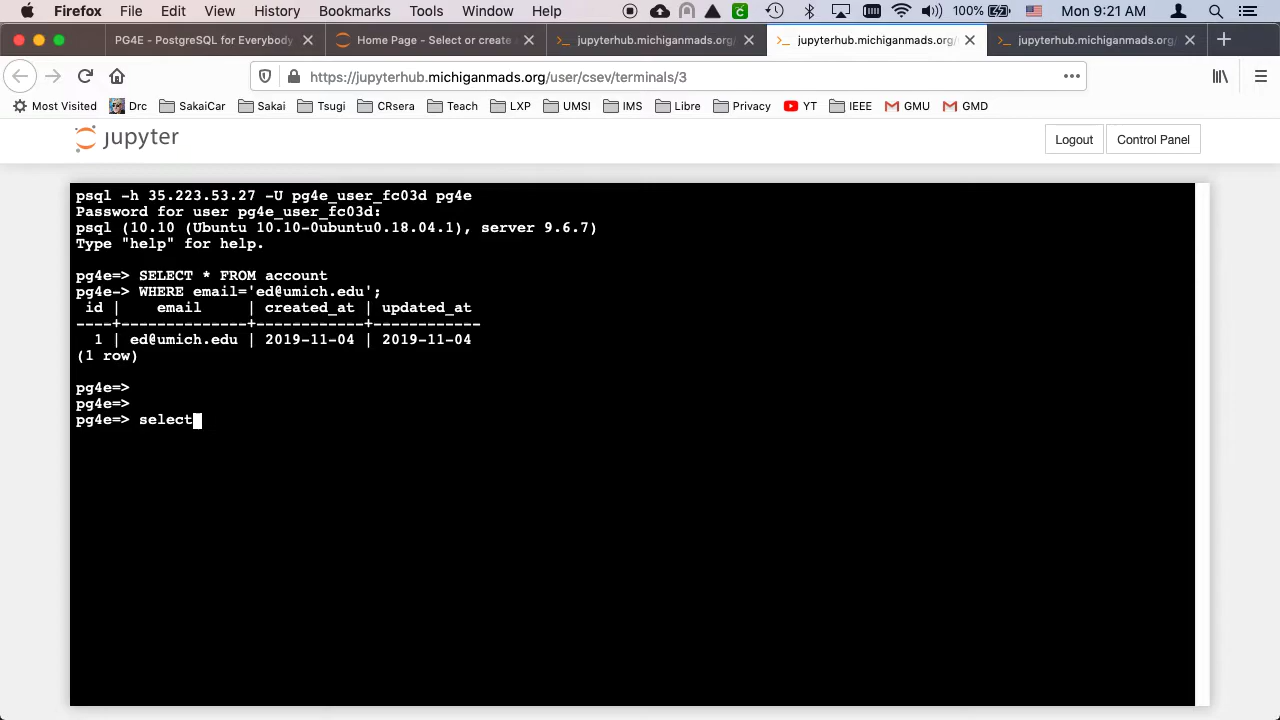 Firefox File Edit View History Bookmarks Tools Window Help 100% Mon 9:21 AM
PG4E - PostgreSQL for Everybody Home Page - Select or create a jupyterhub.michiganmads.org/ jupyterhub.michiganmads.org/ jupyterhub.michiganmads.org/
https://jupyterhub.michiganmads.org/user/csev/terminals/3
Most Visited Drc SakaiCar Sakai Tsugi CRsera Teach LXP UMSI IMS Libre Privacy YT IEEE GMU GMD
jupyter Logout Control Panel
psql -h 35.223.53.27 -U pg4e_user_fc03d pg4e
Password for user pg4e_user_fc03d:
psql (10.10 (Ubuntu 10.10-0ubuntu0.18.04.1), server 9.6.7)
Type "help" for help.
pg4e=> SELECT * FROM account
pg4e-> WHERE email='ed@umich.edu';
id | email | created_at | updated_at
----+--------------+------------+------------
1 | ed@umich.edu | 2019-11-04 | 2019-11-04
(1 row)
pg4e=>
pg4e=>
pg4e=> select